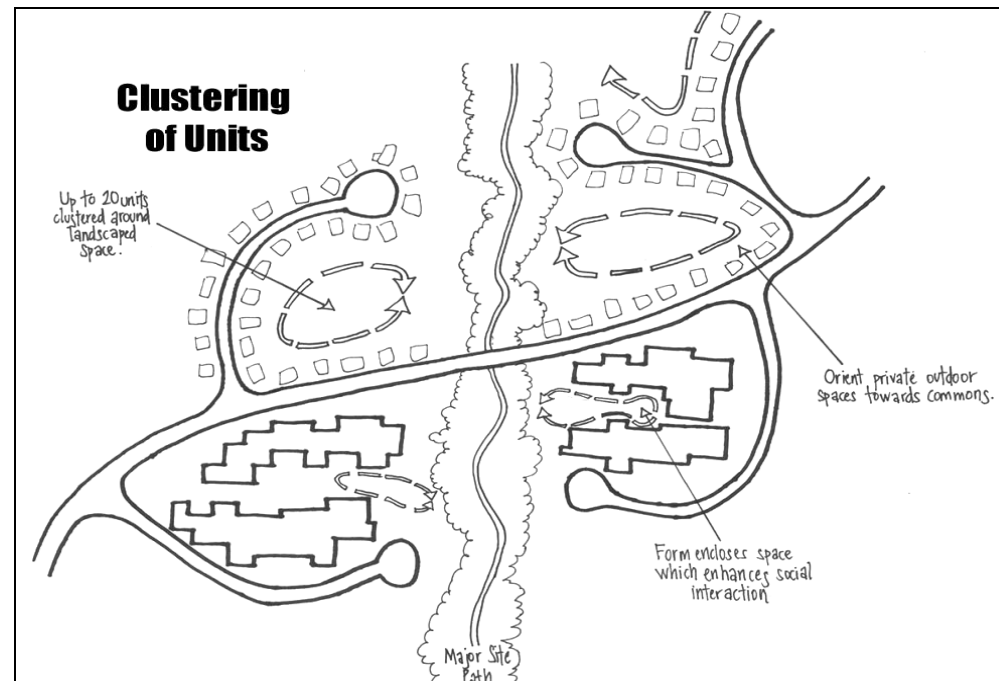 Clustering
of Units
Up to 20 units
clustered around
landscaped
space.
Orient private outdoor
spaces towards commons.
Form encloses space
which enhances social
interaction
Major Site
Path